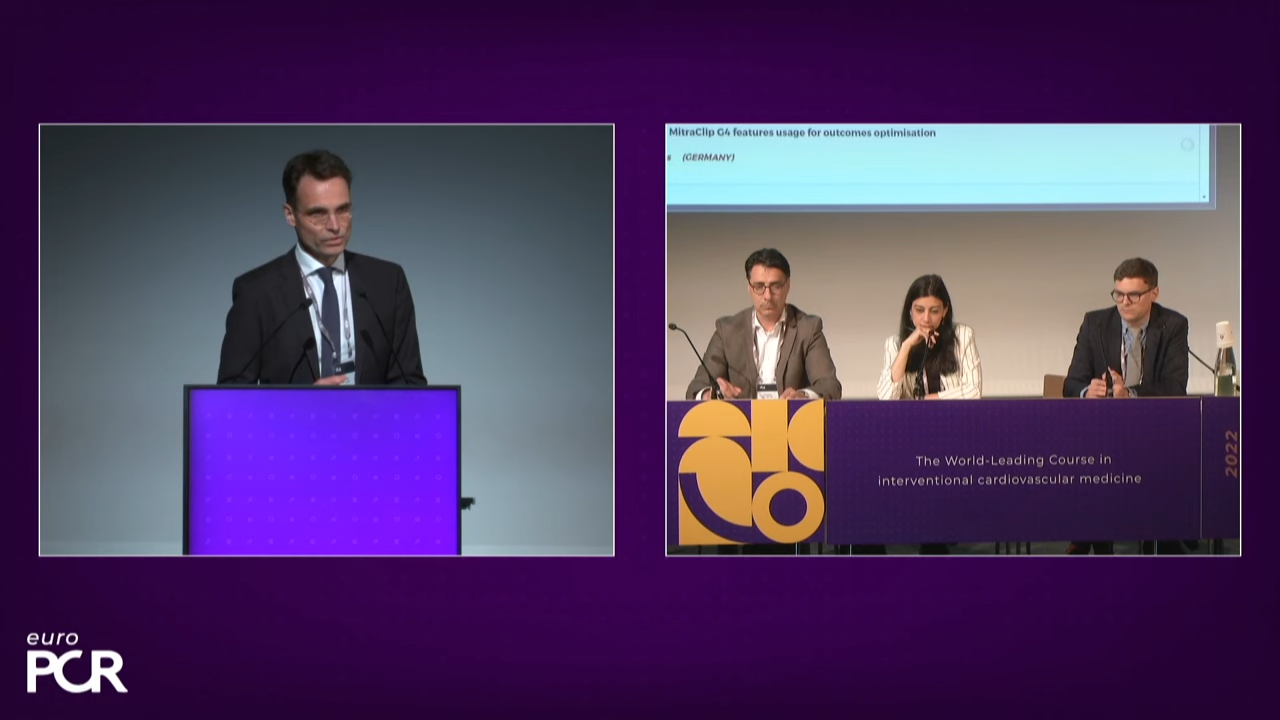 MitraClip G4 features usage for outcomes optimisation
(GERMANY)
The World-Leading Course in
interventional cardiovascular medicine
2022
euro
PCR